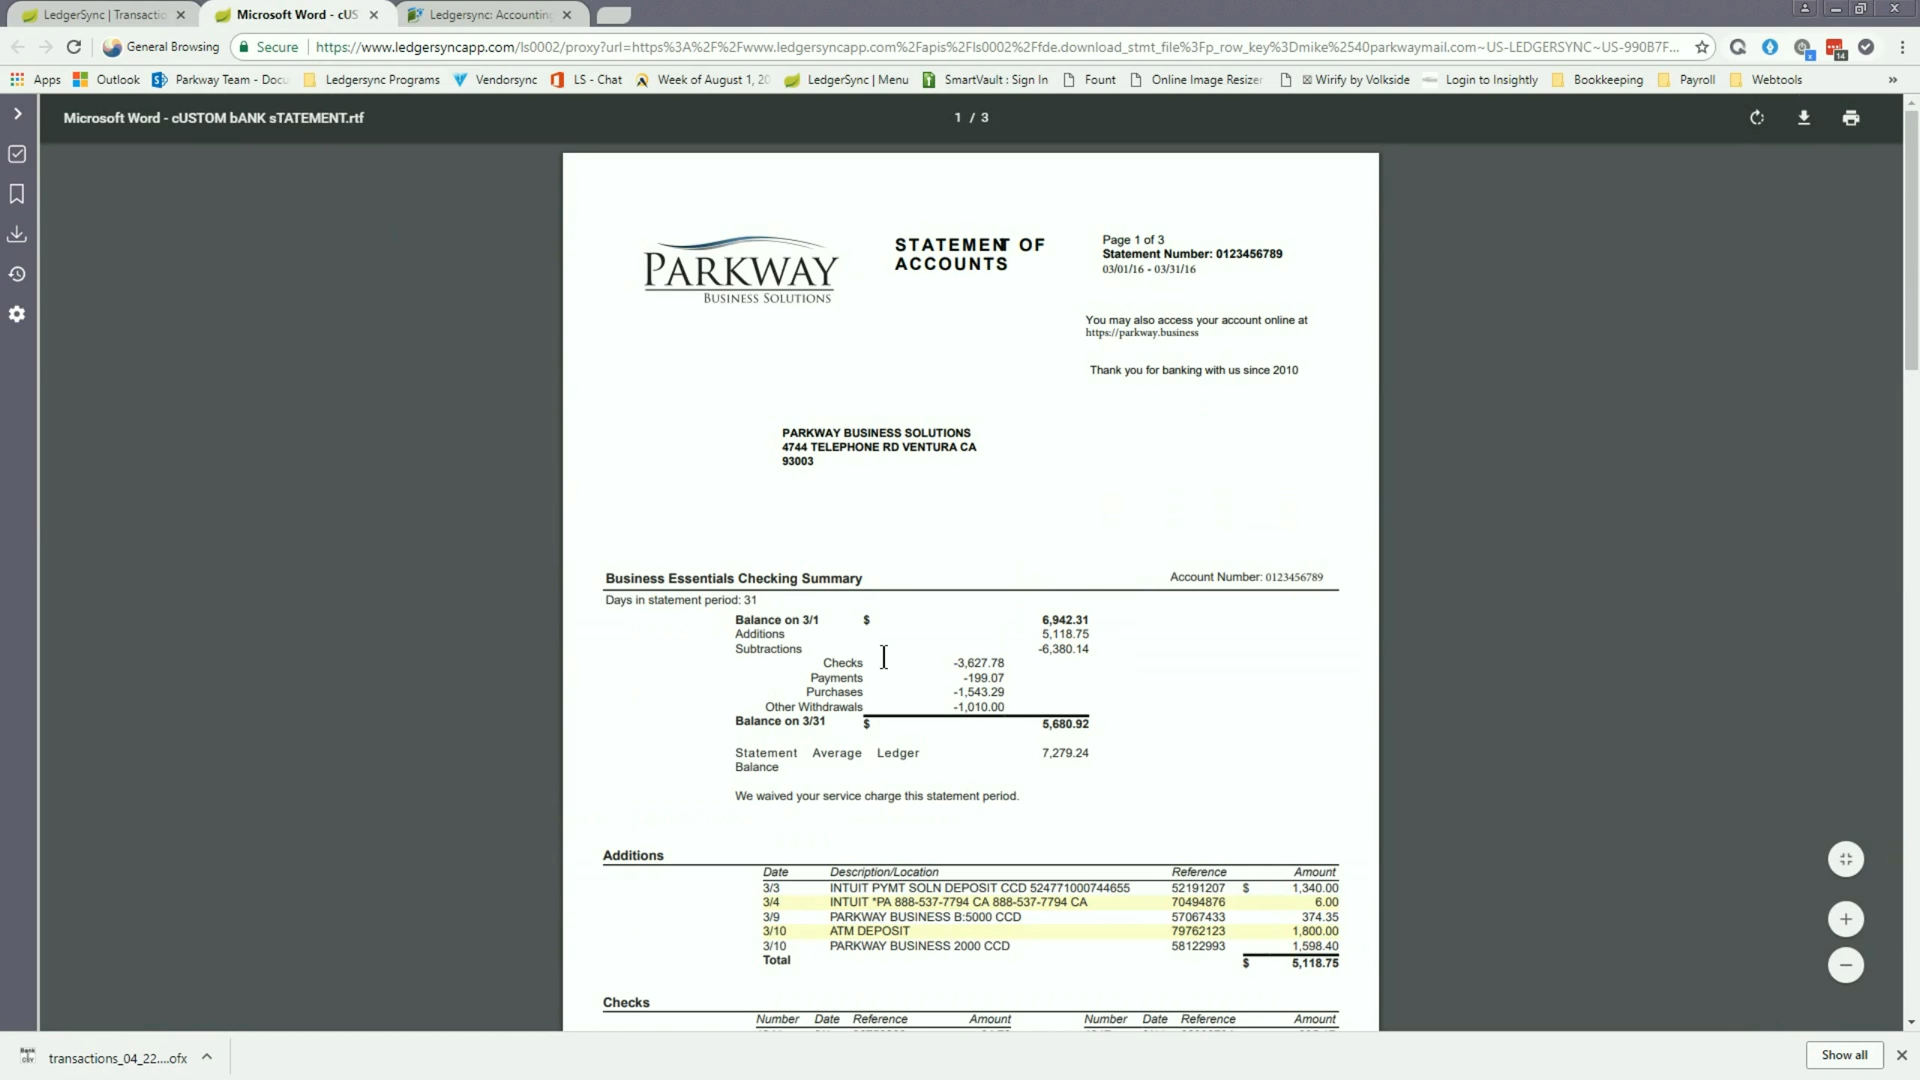 LedgerSync | Transactio
Microsoft Word - cUS
Ledgersync: Accounting
General Browsing
Secure
https://www.ledgersyncapp.com/ls0002/proxy?url=https%3A%2F%2Fwww.ledgersyncapp.com%2Fapis%2Fls0002%2Ffde.download_stmt_file%3Fp_row_key%3Dmike%2540parkwaymail.com~US-LEDGERSYNC~US-990B7F...
14
Apps Outlook Parkway Team - Docu Ledgersync Programs Vendorsync LS - Chat Week of August 1, 20 LedgerSync | Menu SmartVault : Sign In Fount Online Image Resizer Wirify by Volkside Login to Insightly Bookkeeping Payroll Webtools »
Microsoft Word - cUSTOM bANK sTATEMENT.rtf
1 / 3
PARKWAY
BUSINESS SOLUTIONS
STATEMENT OF
ACCOUNTS
Page 1 of 3
Statement Number: 0123456789
03/01/16 - 03/31/16
You may also access your account online at
https://parkway.business
Thank you for banking with us since 2010
PARKWAY BUSINESS SOLUTIONS
4744 TELEPHONE RD VENTURA CA
93003
Business Essentials Checking Summary
Account Number: 0123456789
Days in statement period: 31
Balance on 3/1 $ 6,942.31
Additions 5,118.75
Subtractions -6,380.14
Checks -3,627.78
Payments -199.07
Purchases -1,543.29
Other Withdrawals -1,010.00
Balance on 3/31 $ 5,680.92
Statement Average Ledger 7,279.24
Balance
We waived your service charge this statement period.
Additions
Date Description/Location Reference Amount
3/3 INTUIT PYMT SOLN DEPOSIT CCD 524771000744655 52191207 $ 1,340.00
3/4 INTUIT *PA 888-537-7794 CA 888-537-7794 CA 70494876 6.00
3/9 PARKWAY BUSINESS B:5000 CCD 57067433 374.35
3/10 ATM DEPOSIT 79762123 1,800.00
3/10 PARKWAY BUSINESS 2000 CCD 58122993 1,598.40
Total $ 5,118.75
Checks
Number Date Reference Amount Number Date Reference Amount
transactions_04_22....ofx
Show all